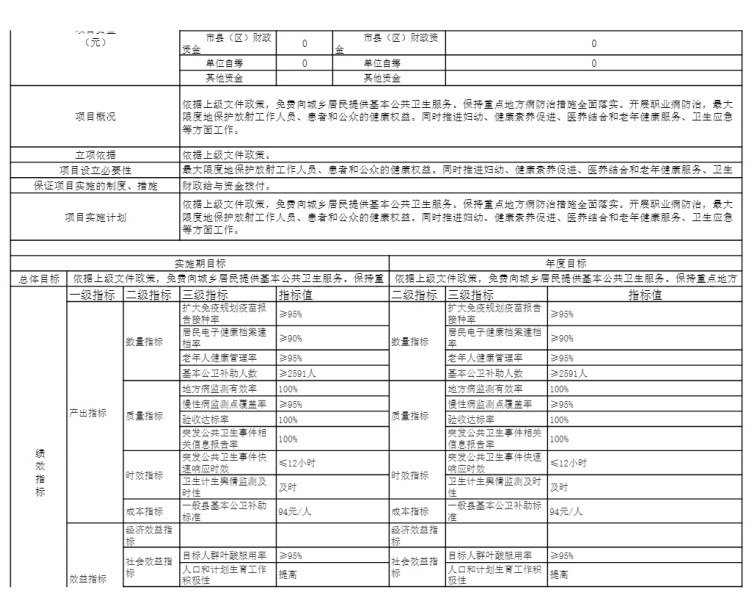 （元）
市县（区）财政资金 0 市县（区）财政资金 0
单位自筹 0 单位自筹 0
其他资金 其他资金
项目概况
依据上级文件政策，免费向城乡居民提供基本公共卫生服务。保持重点地方病防治措施全面落实。开展职业病防治，最大
限度地保护放射工作人员、患者和公众的健康权益。同时推进妇幼、健康素养促进、医养结合和老年健康服务、卫生应急
等方面工作。
立项依据 依据上级文件政策。
项目设立必要性 最大限度地保护放射工作人员、患者和公众的健康权益。同时推进妇幼、健康素养促进、医养结合和老年健康服务、卫生
保证项目实施的制度、措施 财政给与资金拨付。
项目实施计划
依据上级文件政策，免费向城乡居民提供基本公共卫生服务。保持重点地方病防治措施全面落实。开展职业病防治，最大
限度地保护放射工作人员、患者和公众的健康权益。同时推进妇幼、健康素养促进、医养结合和老年健康服务、卫生应急
等方面工作。
实施期目标 年度目标
总体目标 依据上级文件政策，免费向城乡居民提供基本公共卫生服务。保持重 依据上级文件政策，免费向城乡居民提供基本公共卫生服务。保持重点地方
绩效指标
一级指标 二级指标 三级指标 指标值 二级指标 三级指标 指标值
产出指标
数量指标 扩大免疫规划疫苗报告接种率 ≥95% 数量指标 扩大免疫规划疫苗报告接种率 ≥95%
居民电子健康档案建档率 ≥90% 居民电子健康档案建档率 ≥90%
老年人健康管理率 ≥95% 老年人健康管理率 ≥95%
基本公卫补助人数 ≥2591人 基本公卫补助人数 ≥2591人
质量指标 地方病监测有效率 100% 质量指标 地方病监测有效率 100%
慢性病监测点覆盖率 ≥95% 慢性病监测点覆盖率 ≥95%
验收达标率 100% 验收达标率 100%
突发公共卫生事件相关信息报告率 100% 突发公共卫生事件相关信息报告率 100%
时效指标 突发公共卫生事件快速响应时效 ≤12小时 时效指标 突发公共卫生事件快速响应时效 ≤12小时
卫生计生舆情监测及时性 及时 卫生计生舆情监测及时性 及时
成本指标 一般县基本公卫补助标准 94元/人 成本指标 一般县基本公卫补助标准 94元/人
效益指标
经济效益指标 经济效益指标
社会效益指标 目标人群叶酸服用率 ≥95% 社会效益指标 目标人群叶酸服用率 ≥95%
人口和计划生育工作积极性 提高 人口和计划生育工作积极性 提高